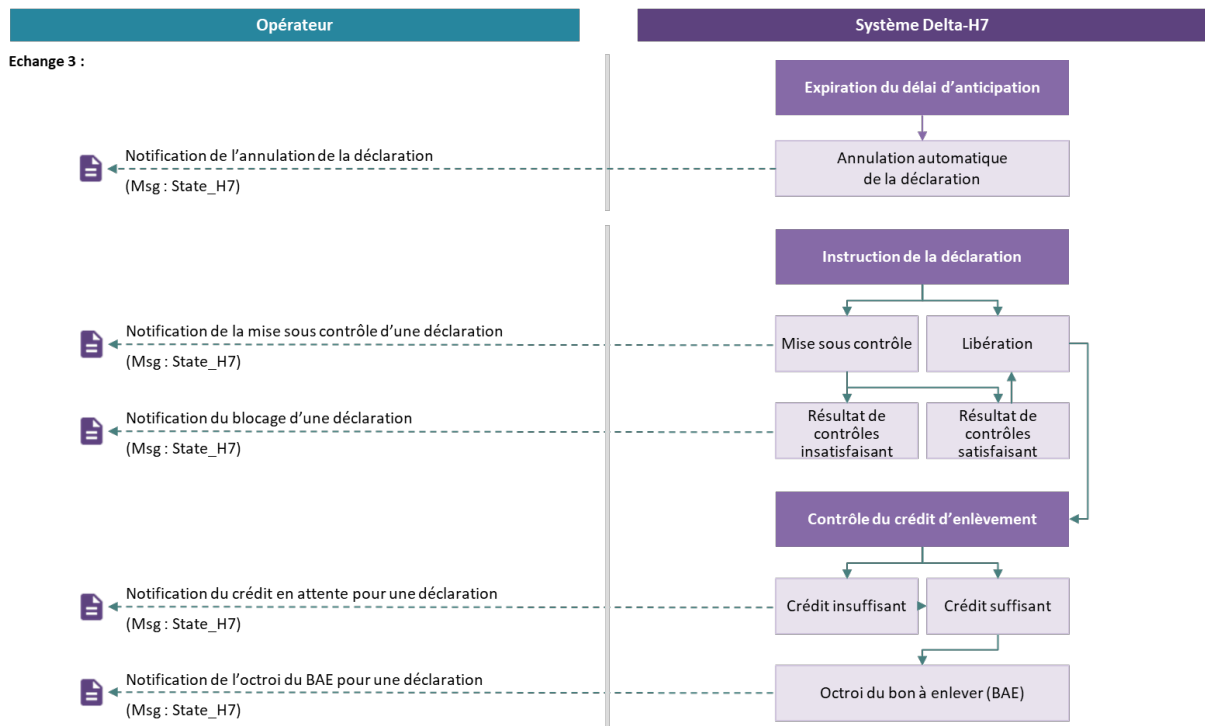 Opérateur
Système Delta-H7
Echange 3 :
Expiration du délai d’anticipation
Notification de l’annulation de la déclaration
(Msg : State_H7)
Annulation automatique
de la déclaration
Instruction de la déclaration
Notification de la mise sous contrôle d’une déclaration
(Msg : State_H7)
Mise sous contrôle
Libération
Notification du blocage d’une déclaration
(Msg : State_H7)
Résultat de
contrôles
insatisfaisant
Résultat de
contrôles
satisfaisant
Contrôle du crédit d’enlèvement
Notification du crédit en attente pour une déclaration
(Msg : State_H7)
Crédit insuffisant
Crédit suffisant
Notification de l’octroi du BAE pour une déclaration
(Msg : State_H7)
Octroi du bon à enlever (BAE)